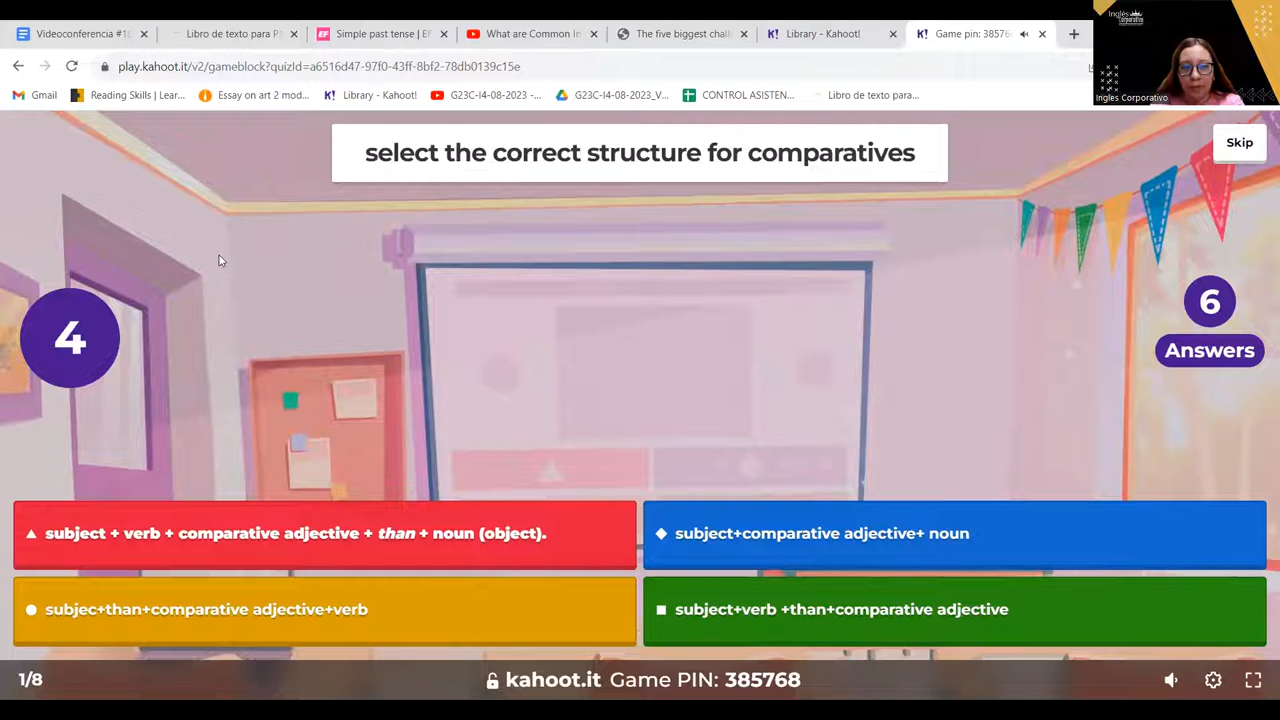 Videoconferencia #18
Libro de texto para P
Simple past tense | E
What are Common In
The five biggest chall
Library - Kahoot!
Game pin: 38576
play.kahoot.it/v2/gameblock?quizId=a6516d47-97f0-43ff-8bf2-78db0139c15e
Gmail
Reading Skills | Lear...
Essay on art 2 mod...
Library - Kahoot!
G23C-I4-08-2023 -...
G23C-I4-08-2023_V...
CONTROL ASISTEN...
Libro de texto para...
Inglés
Corporativo
Ingles Corporativo
select the correct structure for comparatives
Skip
4
6
Answers
subject + verb + comparative adjective + than + noun (object).
subject+comparative adjective+ noun
subjec+than+comparative adjective+verb
subject+verb +than+comparative adjective
1/8
kahoot.it Game PIN: 385768